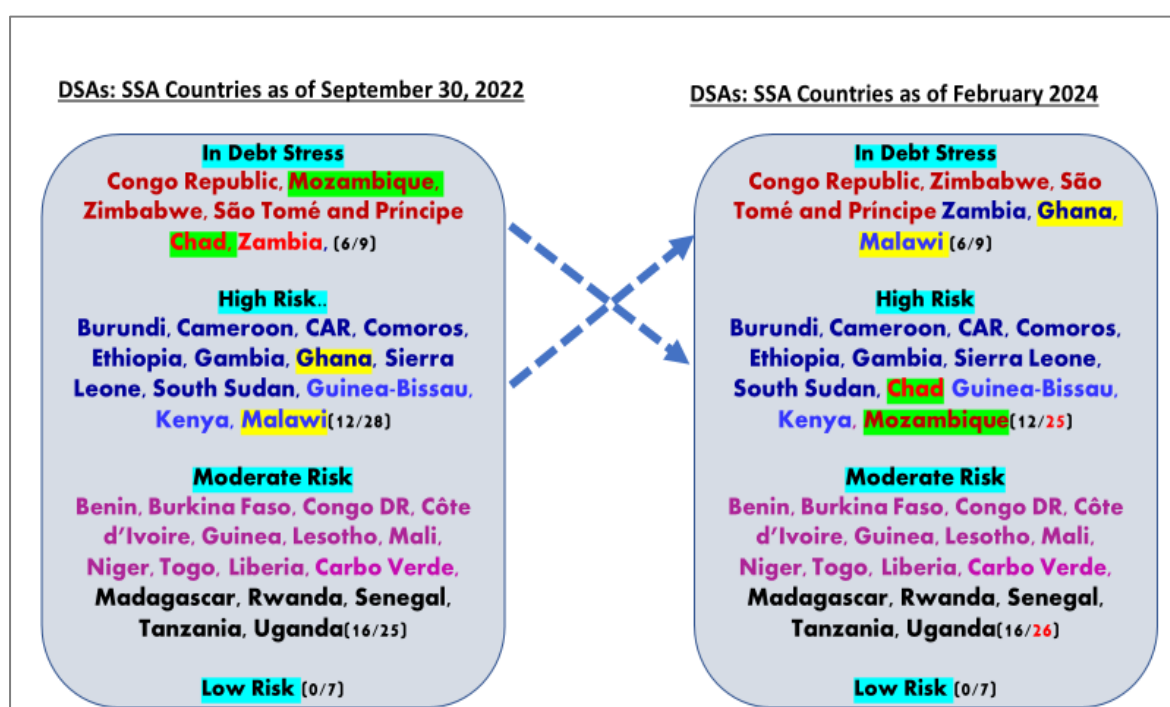 DSAs: SSA Countries as of September 30, 2022
In Debt Stress
Congo Republic, Mozambique,
Zimbabwe, São Tomé and Príncipe
Chad, Zambia, (6/9)
High Risk..
Burundi, Cameroon, CAR, Comoros,
Ethiopia, Gambia, Ghana, Sierra
Leone, South Sudan, Guinea-Bissau,
Kenya, Malawi(12/28)
Moderate Risk
Benin, Burkina Faso, Congo DR, Côte
d’Ivoire, Guinea, Lesotho, Mali,
Niger, Togo, Liberia, Carbo Verde,
Madagascar, Rwanda, Senegal,
Tanzania, Uganda(16/25)
Low Risk (0/7)
DSAs: SSA Countries as of February 2024
In Debt Stress
Congo Republic, Zimbabwe, São
Tomé and Príncipe Zambia, Ghana,
Malawi (6/9)
High Risk
Burundi, Cameroon, CAR, Comoros,
Ethiopia, Gambia, Sierra Leone,
South Sudan, Chad Guinea-Bissau,
Kenya, Mozambique(12/25)
Moderate Risk
Benin, Burkina Faso, Congo DR, Côte
d’Ivoire, Guinea, Lesotho, Mali,
Niger, Togo, Liberia, Carbo Verde,
Madagascar, Rwanda, Senegal,
Tanzania, Uganda(16/26)
Low Risk (0/7)